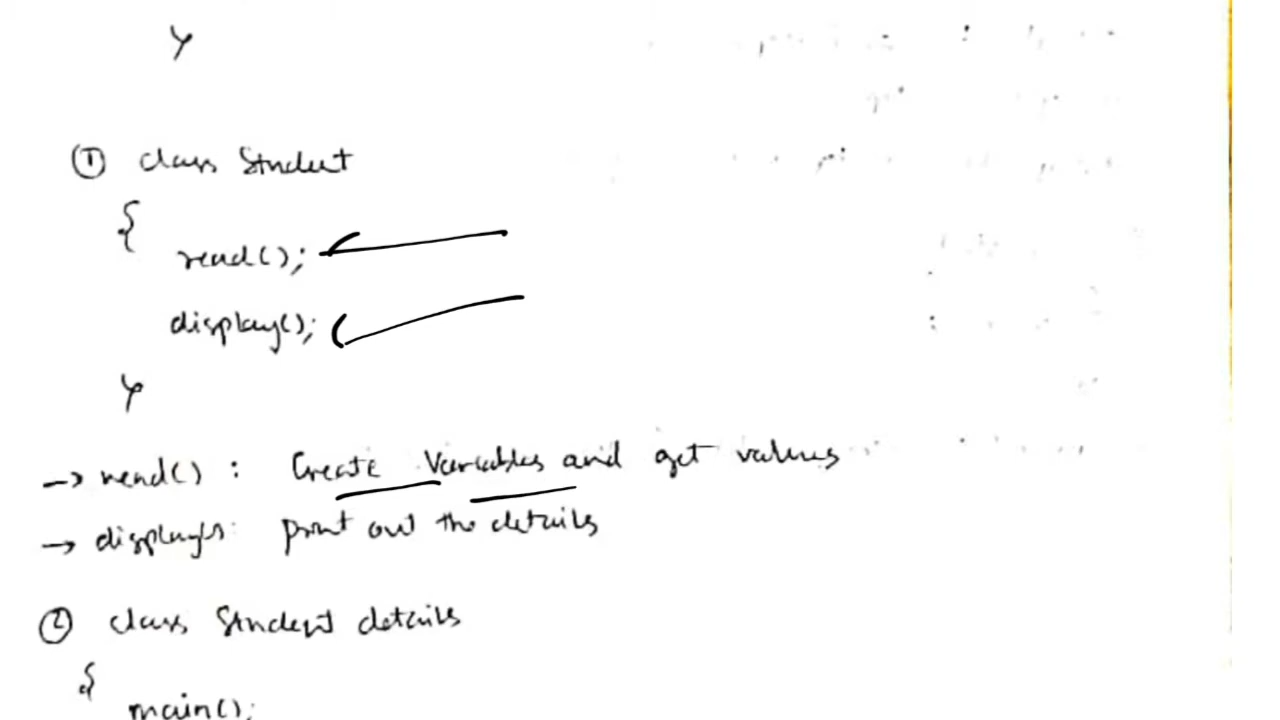 }
① class Student
{
read();
display();
}
→ read() : Create Variables and get values
→ display(): print out the details
② class Student details
{
main();